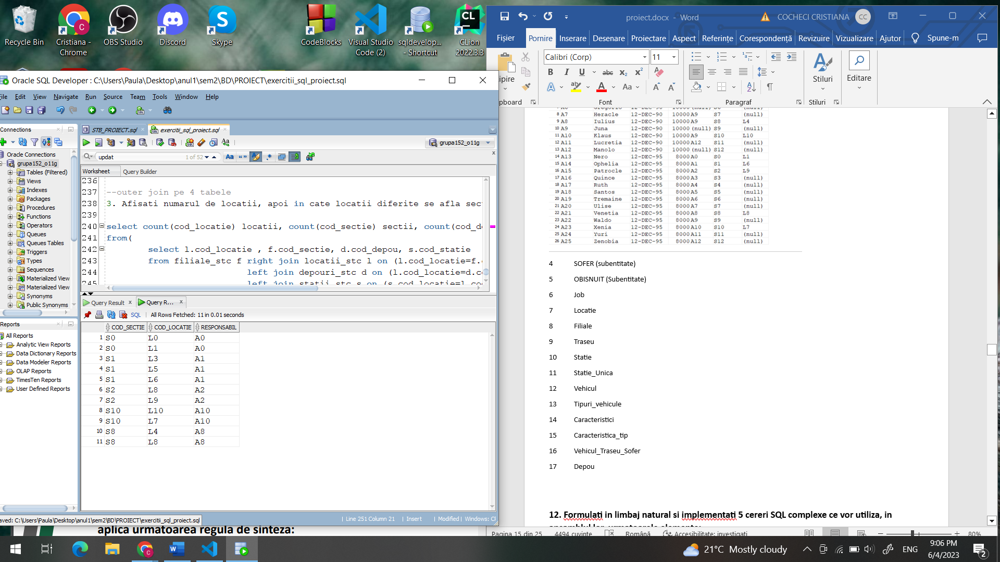 Recycle Bin
Cristiana - Chrome
OBS Studio
Discord
Skype
CodeBlocks
Visual Studio Code (2)
sqldevelop... - Shortcut
CLion 2022.3.3
Oracle SQL Developer : C:\Users\Paula\Desktop\anul1\sem2\BD\PROIECT\exercitii_sql_proiect.sql
Edit View Navigate Run Source Team Tools Window Help
Connections
STB_PROIECT.sql
exercitii_sql_proiect.sql
grupa152_o11g
updat
1 of 52
Worksheet
Query Builder
Oracle Connections
grupa152_o11g
Tables (Filtered)
Views
Indexes
Packages
Procedures
Functions
Operators
Queues
Queues Tables
Triggers
Types
Sequences
Materialized View
Materialized View
Synonyms
Public Synonyms
236
237 --outer join pe 4 tabele
238 3. Afisati numarul de locatii, apoi in cate locatii diferite se afla sec
239
240 select count(cod_locatie) locatii, count(cod_sectie) sectii, count(cod_d
241 from(
242 select l.cod_locatie , f.cod_sectie, d.cod_depou, s.cod_statie
243 from filiale_stc f right join locatii_stc l on (l.cod_locatie=f.
244 left join depouri_stc d on (l.cod_locatie=d.c
245 left join statii_stc s on (s.cod_locatie=l.co
Query Result
Query R...
SQL
All Rows Fetched: 11 in 0.01 seconds
COD_SECTIE COD_LOCATIE RESPONSABIL
1 S0 L0 A0
2 S0 L1 A0
3 S1 L3 A1
4 S1 L5 A1
5 S1 L6 A1
6 S2 L8 A2
7 S2 L9 A2
8 S10 L10 A10
9 S10 L7 A10
10 S8 L4 A8
11 S8 L8 A8
Reports
All Reports
Analytic View Reports
Data Dictionary Reports
Data Modeler Reports
OLAP Reports
TimesTen Reports
User Defined Reports
aved: C:\Users\Paula\Desktop\anul1\sem2\BD\PROIECT\exercitii_sql_proiect.sql
Line 251 Column 21
Insert
Modified
Windows: C
aplica urmatoarea regula de sinteza:
proiect.docx - Word
COCHECI CRISTIANA
CC
Fișier Pornire Inserare Desenare Proiectare Aspect Referințe Corespondență Revizuire Vizualizare Ajutor Spune-m
ipire
Calibri (Corp)
11
Stiluri
Editare
pboard
Font
Paragraf
Stiluri
8 A7 Heracle 12-DEC-90 10000 A9 S7 (null)
9 A8 Iulius 12-DEC-90 10000 A9 S8 L4
10 A9 Juna 12-DEC-90 10000 (null) S9 (null)
11 A10 Klaus 12-DEC-90 10000 A9 S10 L10
12 A11 Lucretia 12-DEC-90 10000 A12 S11 (null)
13 A12 Manolo 12-DEC-90 10000 (null) S12 (null)
14 A13 Nero 12-DEC-95 8000 A0 S0 L1
15 A14 Ophelia 12-DEC-95 8000 A1 S1 L6
16 A15 Patrocle 12-DEC-95 8000 A2 S2 L9
17 A16 Quince 12-DEC-95 8000 A3 S3 (null)
18 A17 Ruth 12-DEC-95 8000 A4 S4 (null)
19 A18 Santos 12-DEC-95 8000 A5 S5 (null)
20 A19 Tremaine 12-DEC-95 8000 A6 S6 (null)
21 A20 Ulise 12-DEC-95 8000 A7 S7 (null)
22 A21 Venetia 12-DEC-95 8000 A8 S8 L8
23 A22 Waldo 12-DEC-95 8000 A9 S9 (null)
24 A23 Xenia 12-DEC-95 8000 A10 S10 L7
25 A24 Yuri 12-DEC-95 8000 A11 S11 (null)
26 A25 Zenobia 12-DEC-95 8000 A12 S12 (null)
4 SOFER (subentitate)
5 OBISNUIT (Subentitate)
6 Job
7 Locatie
8 Filiale
9 Traseu
10 Statie
11 Statie_Unica
12 Vehicul
13 Tipuri_vehicule
14 Caracteristici
15 Caracteristica_tip
16 Vehicul_Traseu_Sofer
17 Depou
12. Formulati in limbaj natural si implementati 5 cereri SQL complexe ce vor utiliza, in
Pagina 15 din 25
4494 cuvinte
Română
Accesibilitate: investigați
80%
21°C Mostly cloudy
ENG
9:06 PM
6/4/2023
2